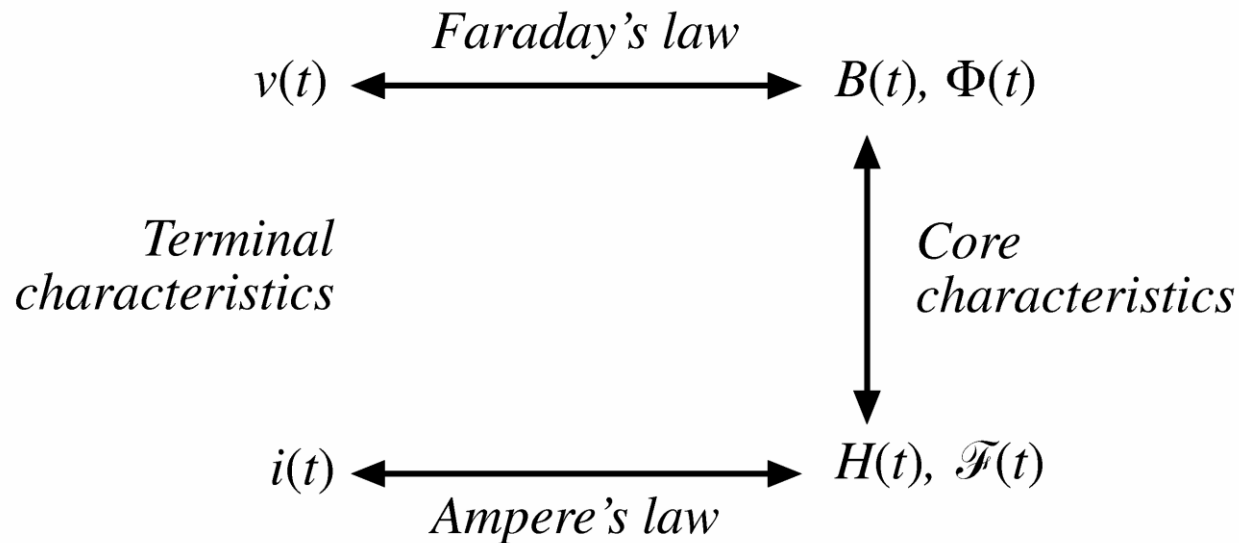 Faraday's law
v(t)
B(t), Φ(t)
Terminal
characteristics
Core
characteristics
i(t)
H(t), ℱ(t)
Ampere's law